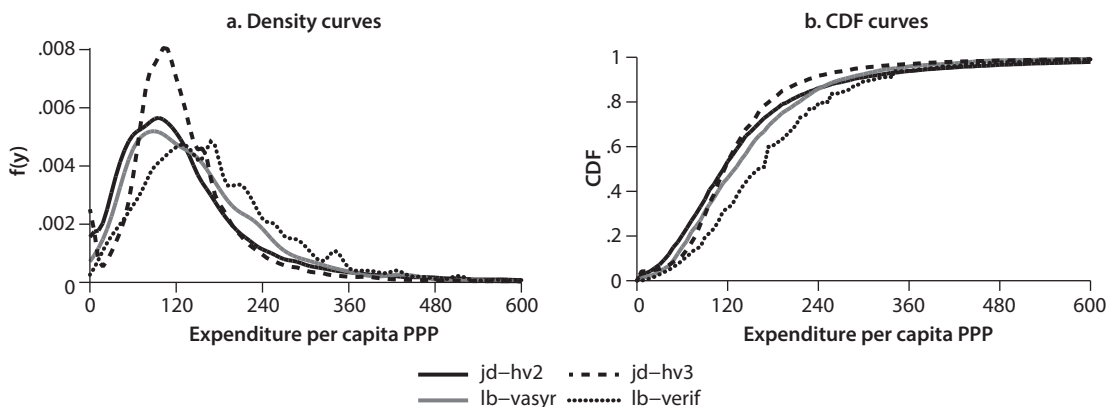 a. Density curves
.008
.006
.004
.002
0
f(y)
0 120 240 360 480 600
Expenditure per capita PPP
b. CDF curves
1
.8
.6
.4
.2
0
CDF
0 120 240 360 480 600
Expenditure per capita PPP
jd–hv2 jd–hv3
lb–vasyr lb–verif